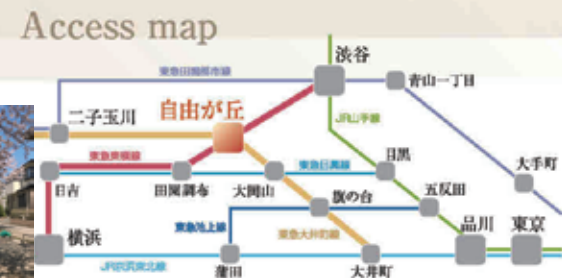 Access map
渋谷
東急田園都市線
青山一丁目
二子玉川
自由が丘
JR山手線
東急東横線
東急目黒線
目黒
大手町
日吉
田園調布
大岡山
旗の台
五反田
東急池上線
東急大井町線
品川
東京
横浜
JR京浜東北線
蒲田
大井町